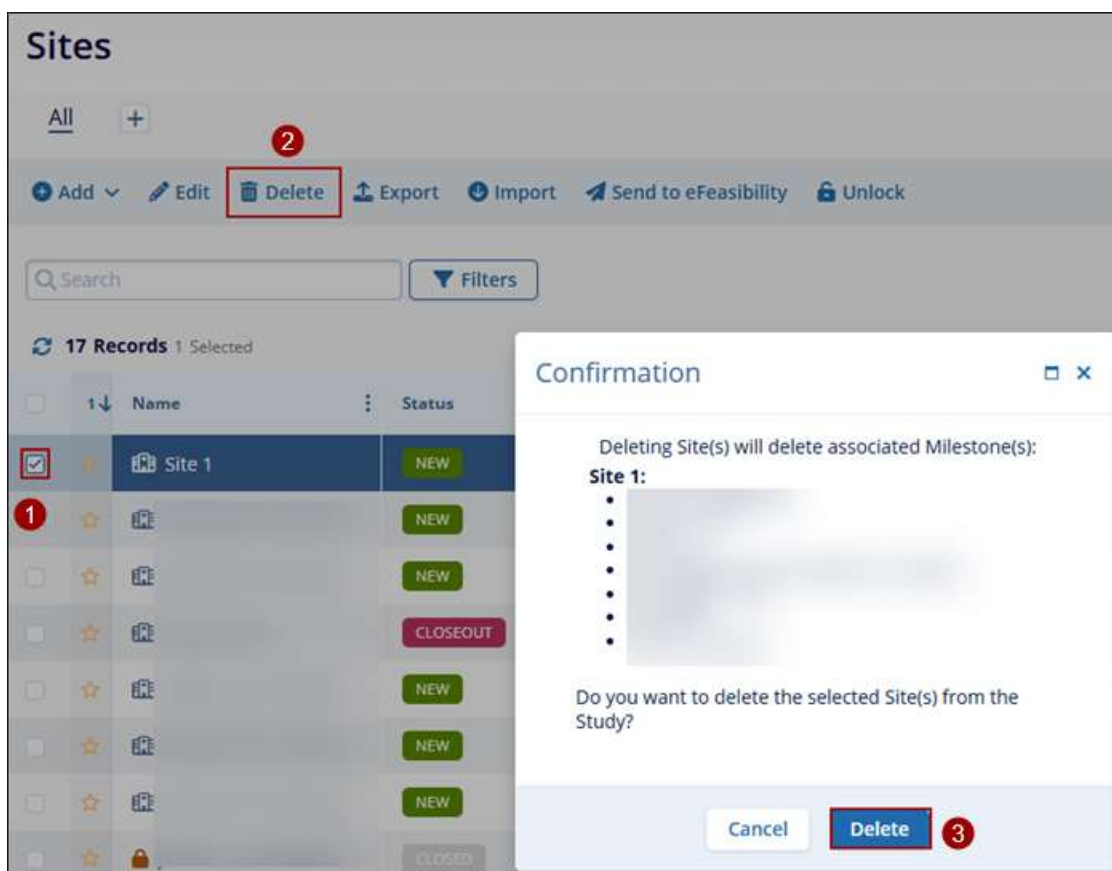 Sites
All +
2
Add Edit Delete Export Import Send to eFeasibility Unlock
Search Filters
17 Records 1 Selected
1 Name Status
Site 1 NEW
1
NEW
NEW
CLOSEOUT
NEW
NEW
NEW
CLOSED
Confirmation
Deleting Site(s) will delete associated Milestone(s):
Site 1:
Do you want to delete the selected Site(s) from the
Study?
Cancel Delete 3